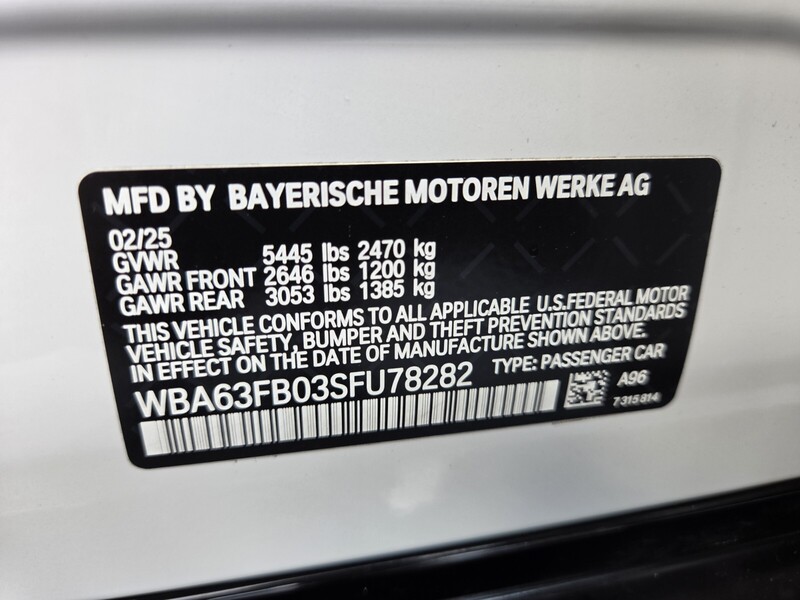 MFD BY BAYERISCHE MOTOREN WERKE AG
02/25
GVWR 5445 lbs 2470 kg
GAWR FRONT 2646 lbs 1200 kg
GAWR REAR 3053 lbs 1385 kg
THIS VEHICLE CONFORMS TO ALL APPLICABLE U.S.FEDERAL MOTOR
VEHICLE SAFETY, BUMPER AND THEFT PREVENTION STANDARDS
IN EFFECT ON THE DATE OF MANUFACTURE SHOWN ABOVE.
WBA63FB03SFU78282 TYPE: PASSENGER CAR
A96
7 315 814